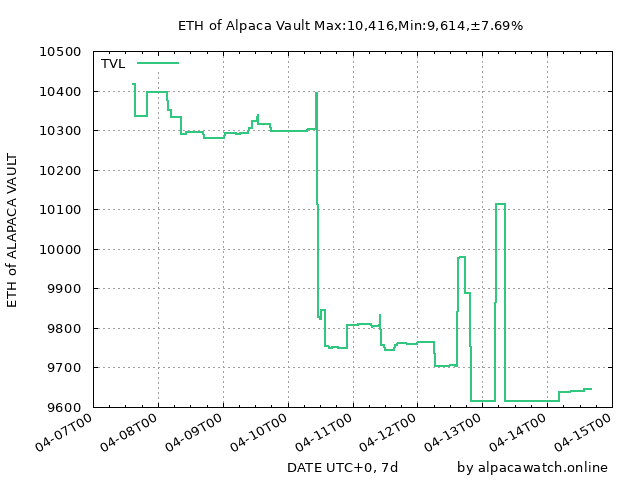 ETH of Alpaca Vault Max:10,416,Min:9,614,±7.69%
TVL
10500
10400
10300
10200
10100
10000
9900
9800
9700
9600
ETH of ALAPACA VAULT
04-07T00
04-08T00
04-09T00
04-10T00
04-11T00
04-12T00
04-13T00
04-14T00
04-15T00
DATE UTC+0, 7d
by alpacawatch.online